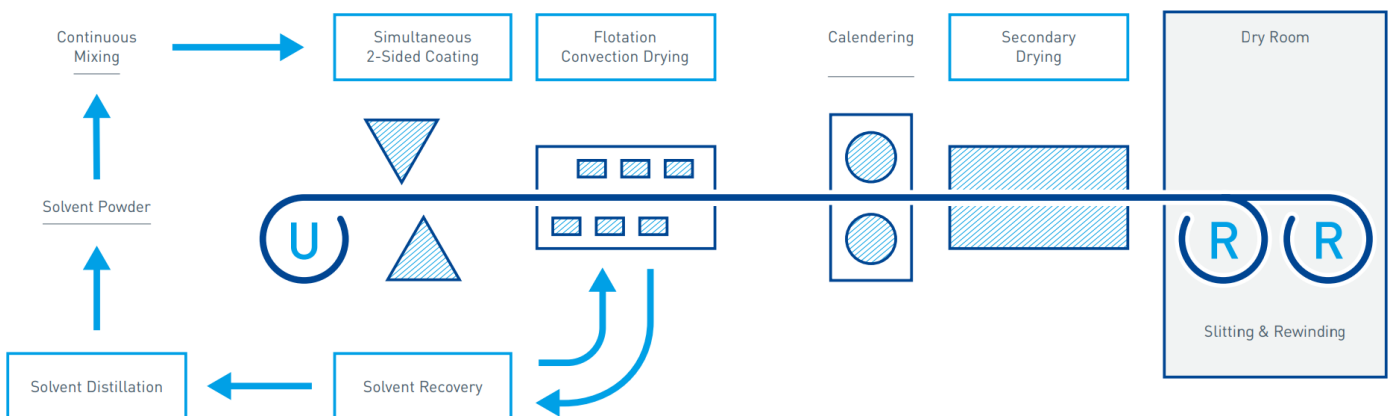 Continuous
Mixing
Simultaneous
2-Sided Coating
Flotation
Convection Drying
Calendering
Secondary
Drying
Dry Room
Solvent Powder
U
R
R
Slitting & Rewinding
Solvent Distillation
Solvent Recovery